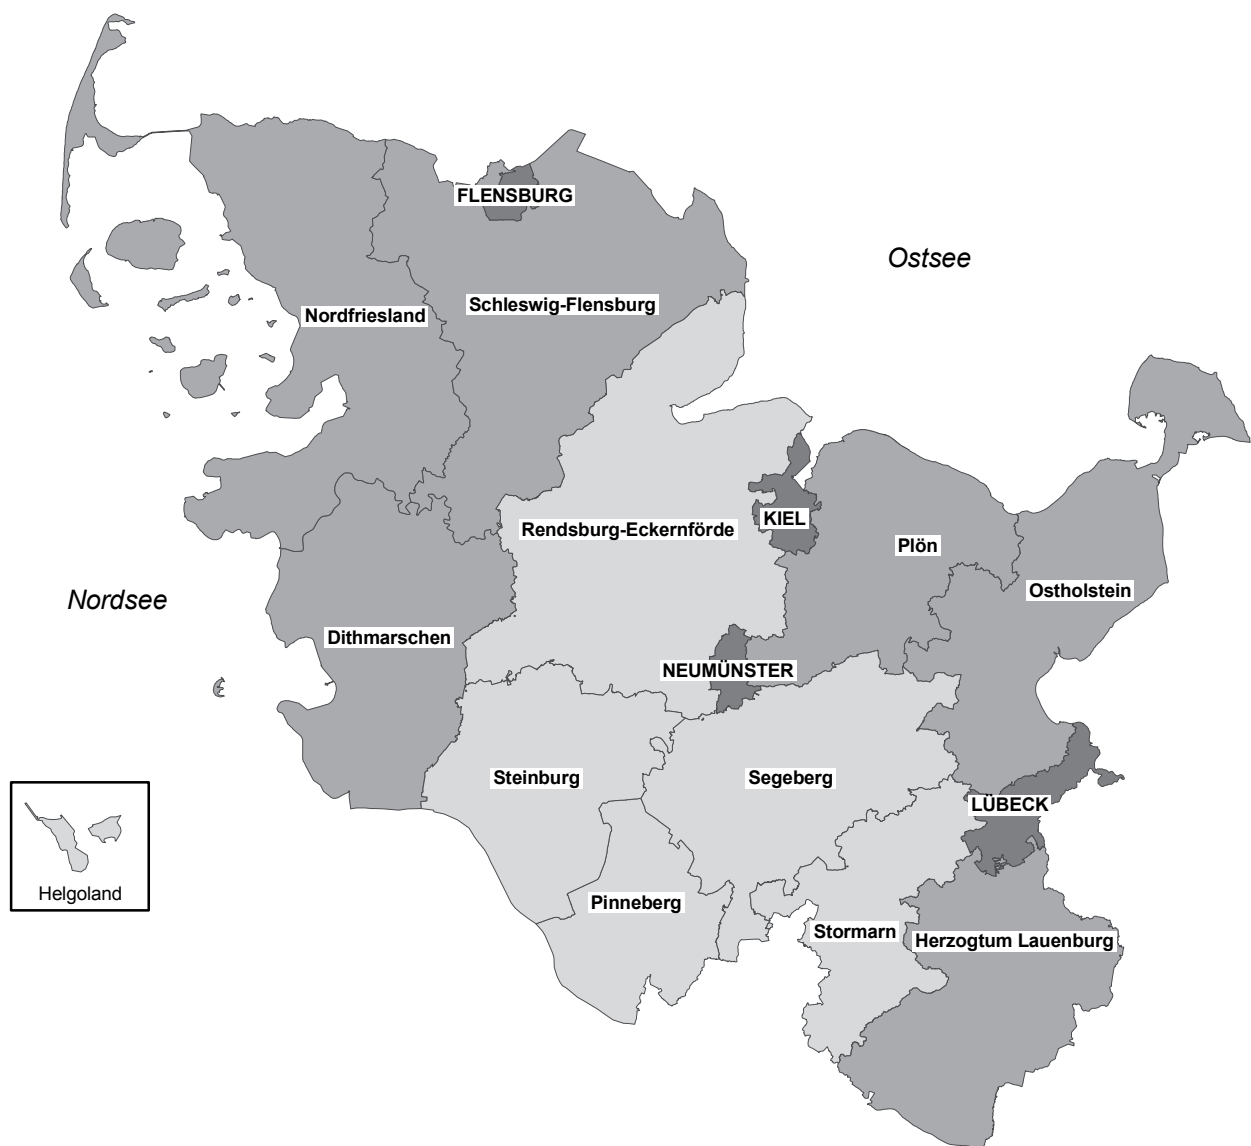 FLENSBURG
Ostsee
Schleswig-Flensburg
Nordfriesland
KIEL
Rendsburg-Eckernförde
Plön
Ostholstein
Nordsee
Dithmarschen
NEUMÜNSTER
Steinburg
Segeberg
LÜBECK
Helgoland
Pinneberg
Stormarn
Herzogtum Lauenburg